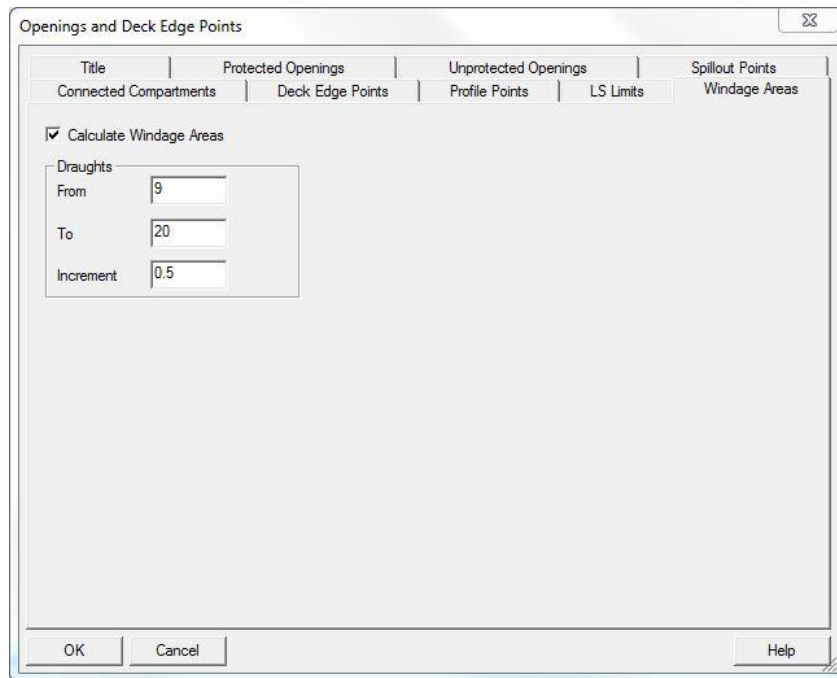 Openings and Deck Edge Points
Title Protected Openings Unprotected Openings Spillout Points
Connected Compartments Deck Edge Points Profile Points LS Limits Windage Areas
Calculate Windage Areas
Draughts
From 9
To 20
Increment 0.5
OK Cancel Help